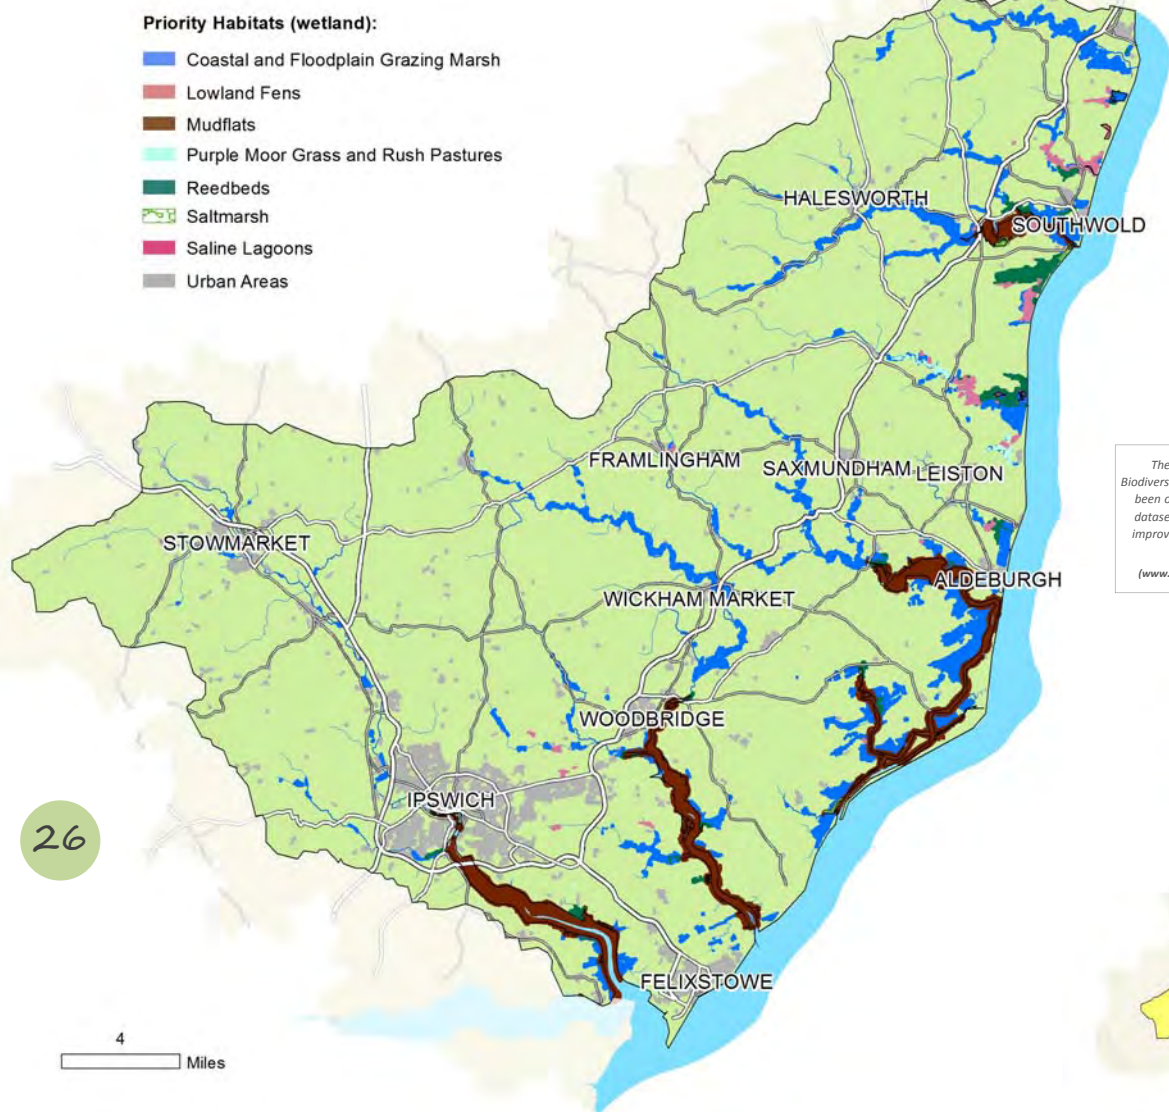 Priority Habitats (wetland):
Coastal and Floodplain Grazing Marsh
Lowland Fens
Mudflats
Purple Moor Grass and Rush Pastures
Reedbeds
Saltmarsh
Saline Lagoons
Urban Areas
HALESWORTH
SOUTHWOLD
FRAMLINGHAM
SAXMUNDHAM
LEISTON
The
Biodivers
been
datase
improv
(www.
STOWMARKET
ALDEBURGH
WICKHAM MARKET
WOODBRIDGE
IPSWICH
26
FELIXSTOWE
4
Miles